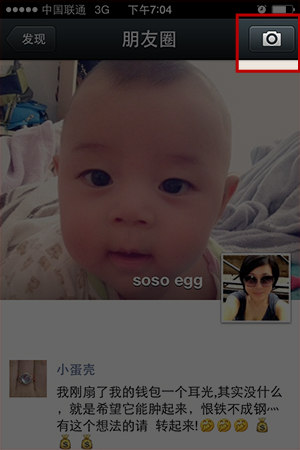 中国联通 3G 下午7:04
发现 朋友圈
soso egg
小蛋壳
我刚扇了我的钱包一个耳光,其实没什么
，就是希望它能肿起来，恨铁不成钢灬
有这个想法的请 转起来!🤣🤣🤣 💰
💰 💰